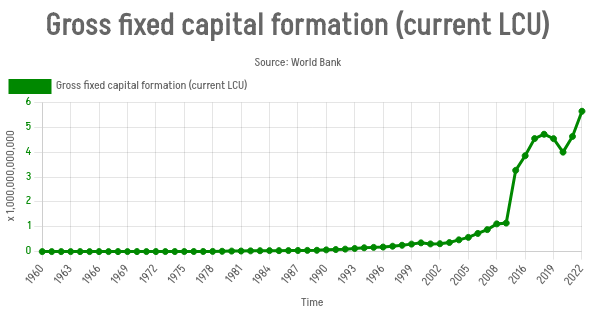 Gross fixed capital formation (current LCU)
Source: World Bank
Gross fixed capital formation (current LCU)
6
5
4
3
2
1
0
x 1,000,000,000,000
1960 1963 1966 1969 1972 1975 1978 1981 1984 1987 1990 1993 1996 1999 2002 2005 2008 2016 2019 2022
Time